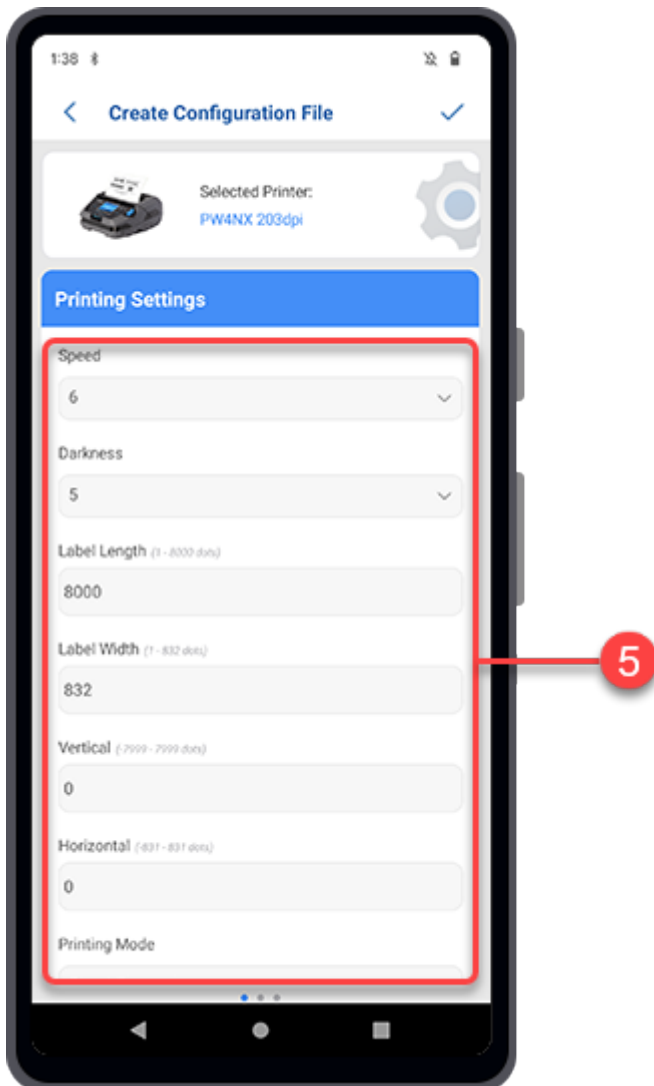 1:38
Create Configuration File
Selected Printer:
PW4NX 203dpi
Printing Settings
Speed
6
Darkness
5
Label Length (1 - 8000 dots)
8000
Label Width (1 - 832 dots)
832
5
Vertical (-7999 - 7999 dots)
0
Horizontal (-831 - 831 dots)
0
Printing Mode